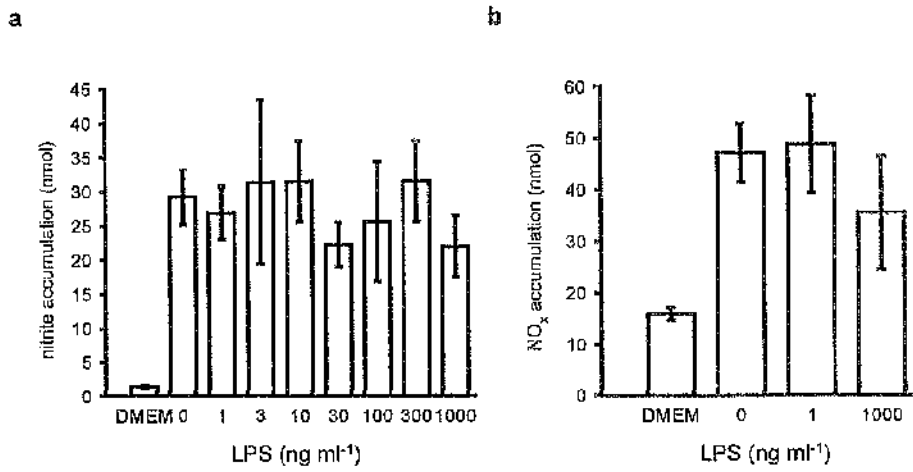 a
nitrite accumulation (nmol)
45
40
35
30
25
20
15
10
5
0
DMEM 0 1 3 10 30 100 300 1000
LPS (ng ml⁻¹)
b
NOₓ accumulation (nmol)
60
50
40
30
20
10
0
DMEM 0 1 1000
LPS (ng ml⁻¹)